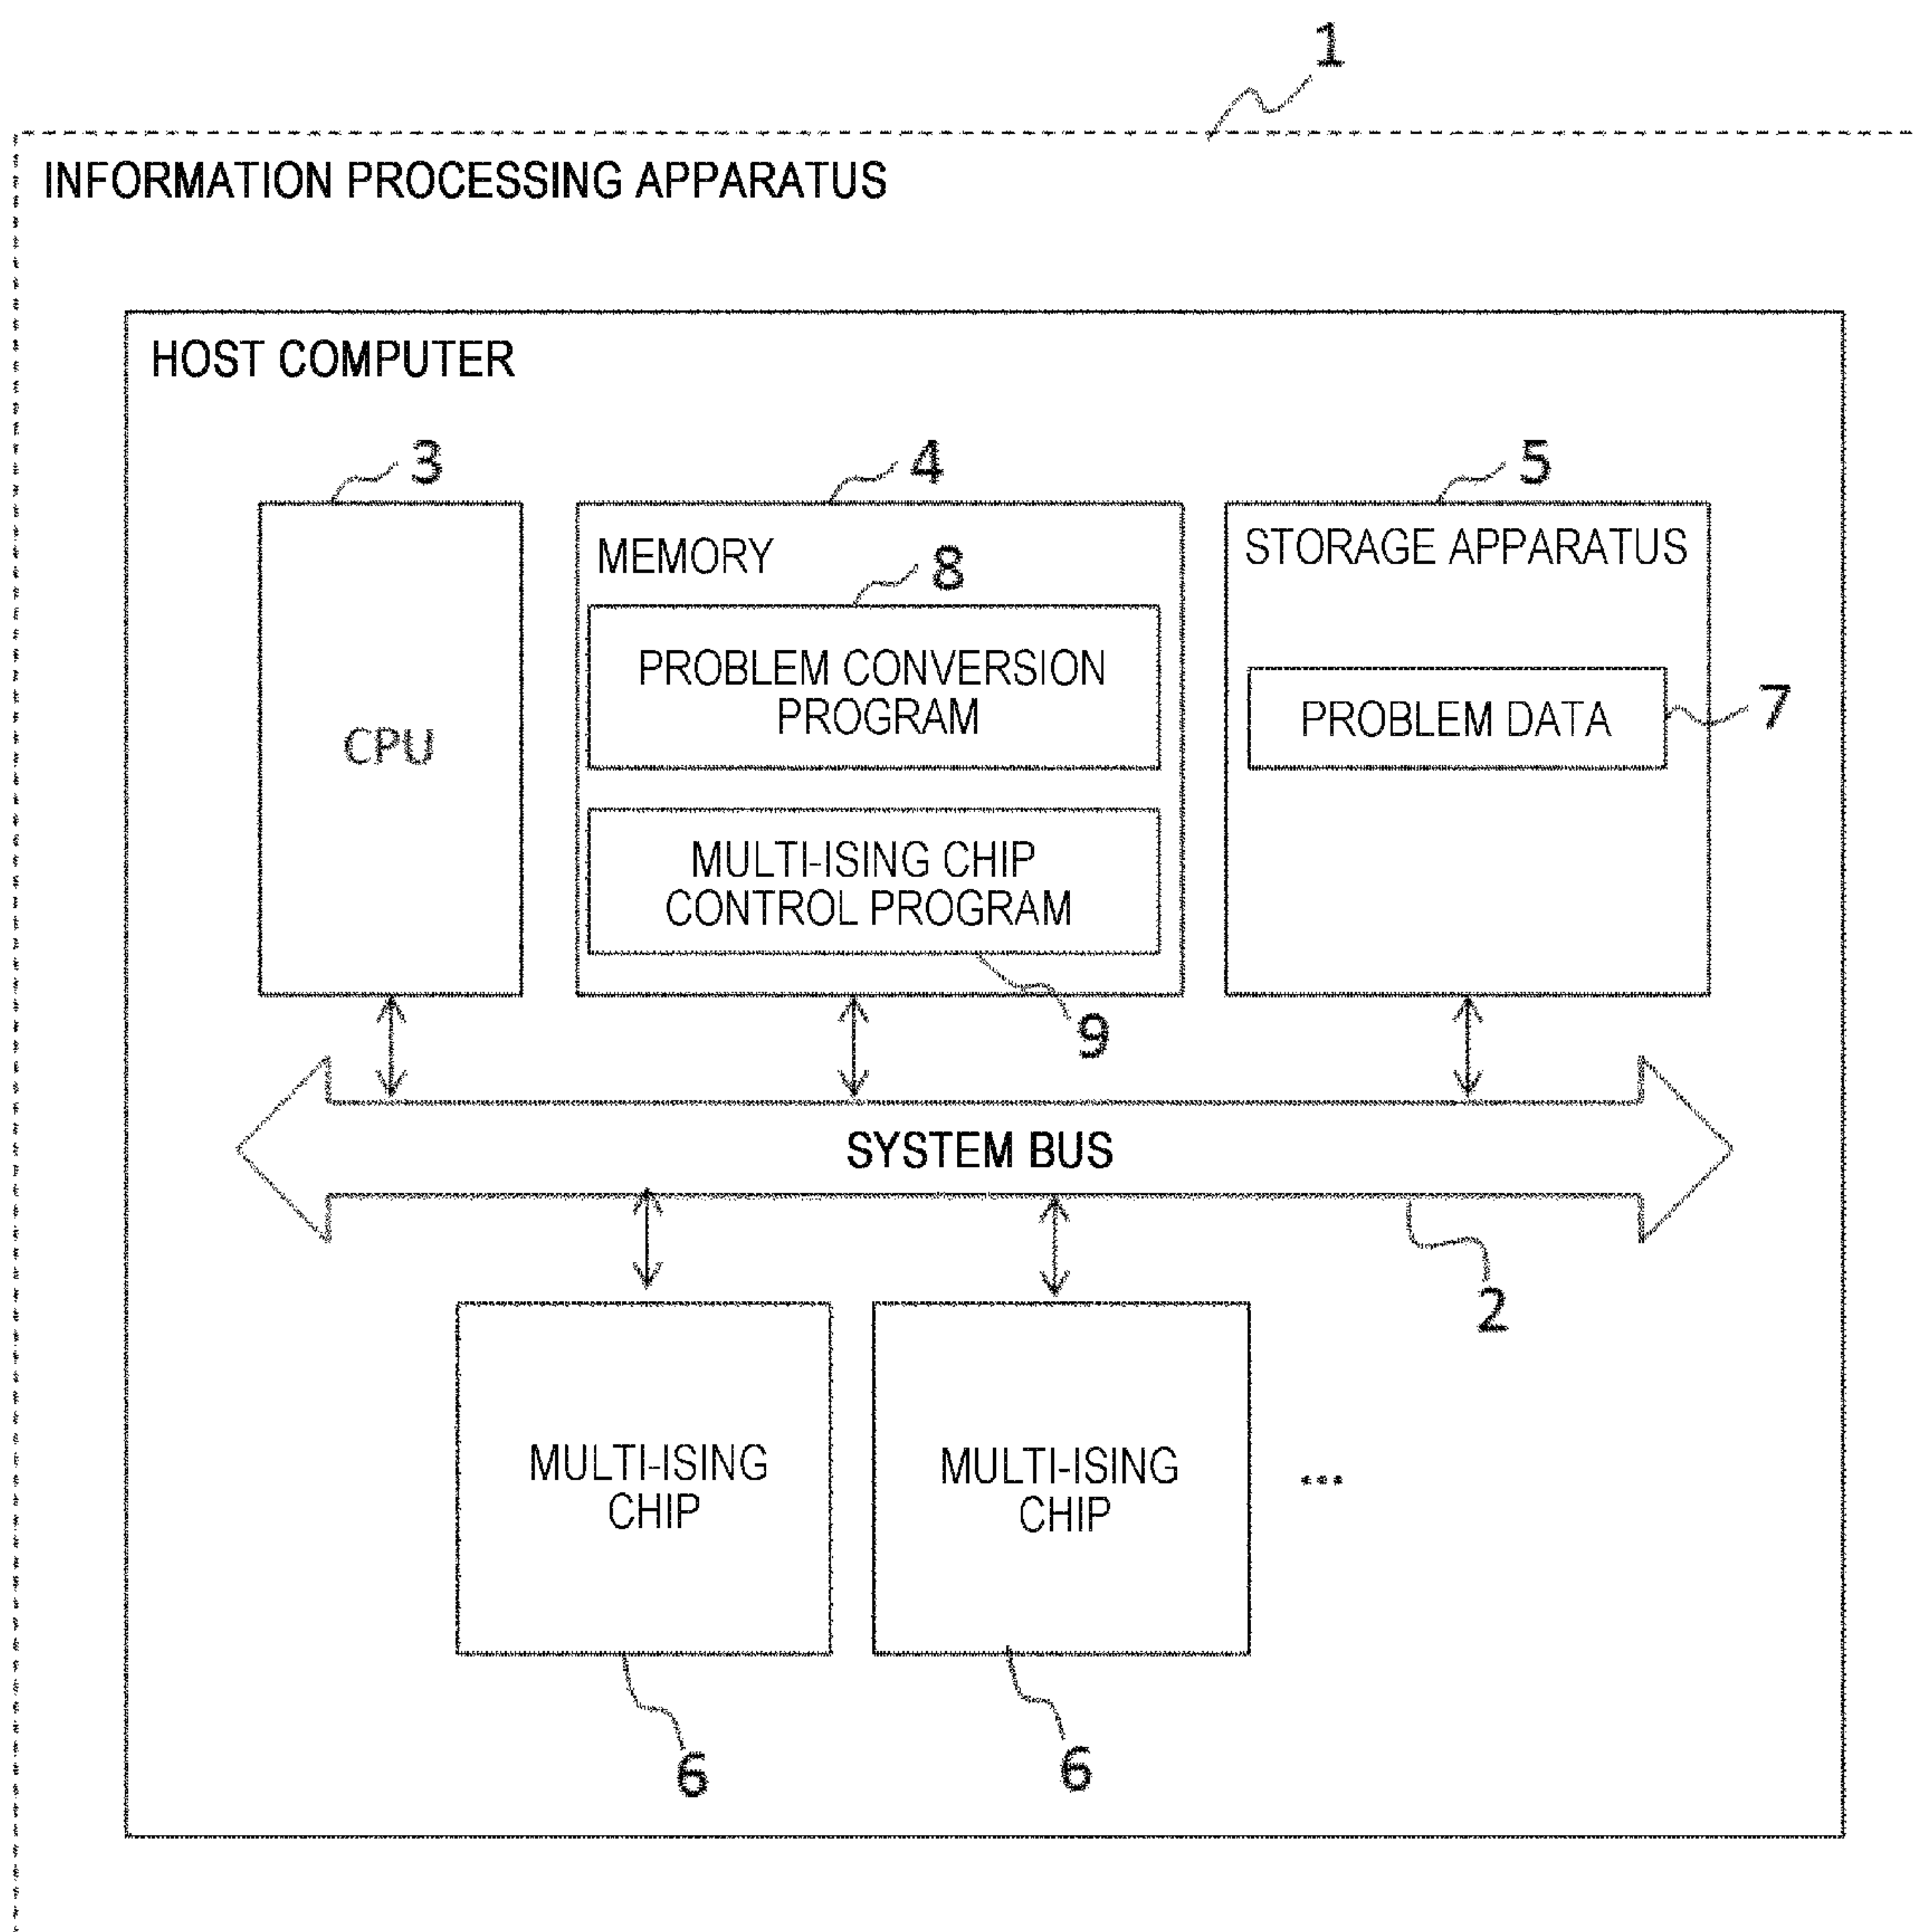 1
INFORMATION PROCESSING APPARATUS
HOST COMPUTER
3
4
5
CPU
MEMORY
8
PROBLEM CONVERSION
PROGRAM
MULTI-ISING CHIP
CONTROL PROGRAM
9
STORAGE APPARATUS
PROBLEM DATA
7
SYSTEM BUS
2
MULTI-ISING
CHIP
MULTI-ISING
CHIP
...
6
6